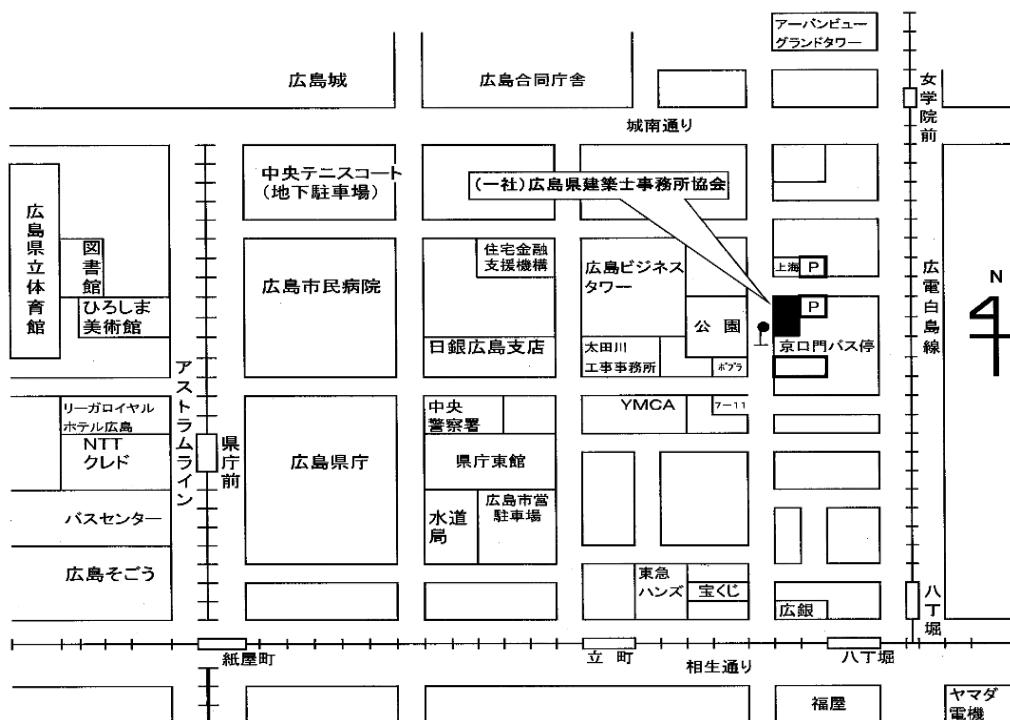 アーバンビュー
グランドタワー
広島城
広島合同庁舎
女学院前
城南通り
中央テニスコート
(地下駐車場)
(一社)広島県建築士事務所協会
広島県立体育館
図書館
ひろしま
美術館
広島市民病院
住宅金融
支援機構
広島ビジネス
タワー
上海
P
P
公園
広電白島線
N
日銀広島支店
太田川
工事事務所
ポプラ
京口門バス停
アストラムライン
リーガロイヤル
ホテル広島
NTT
クレド
県庁前
広島県庁
中央
警察署
県庁東館
YMCA
7-11
バスセンター
水道局
広島市営
駐車場
広島そごう
東急
ハンズ
宝くじ
広銀
八丁堀
紙屋町
立町
相生通り
八丁堀
福屋
ヤマダ
電機